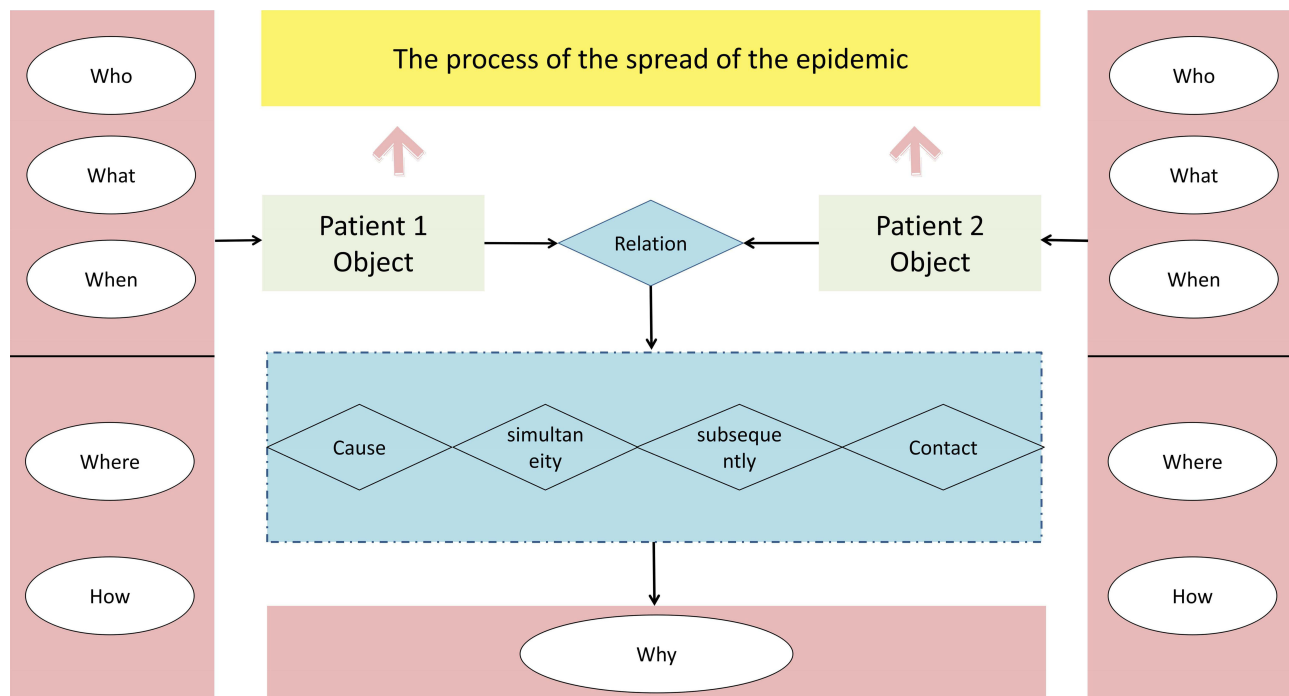 Who
What
When
Where
How
The process of the spread of the epidemic
Patient 1
Object
Relation
Patient 2
Object
Cause
simultan
eity
subseque
ntly
Contact
Why
Who
What
When
Where
How